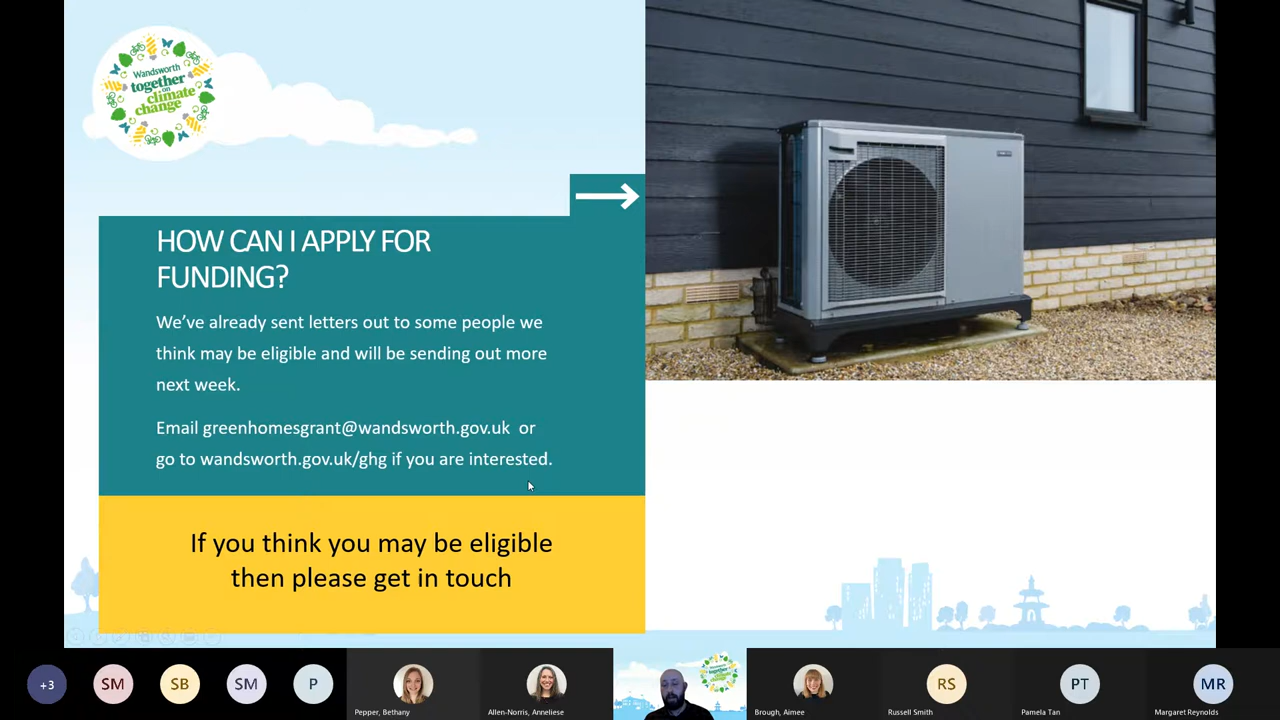 Wandsworth
together
on
climate
change
HOW CAN I APPLY FOR
FUNDING?
We’ve already sent letters out to some people we
think may be eligible and will be sending out more
next week.
Email greenhomesgrant@wandsworth.gov.uk or
go to wandsworth.gov.uk/ghg if you are interested.
If you think you may be eligible
then please get in touch
+3
SM
SB
SM
P
Pepper, Bethany
Allen-Norris, Anneliese
Brough, Aimee
RS
Russell Smith
PT
Pamela Tan
MR
Margaret Reynolds